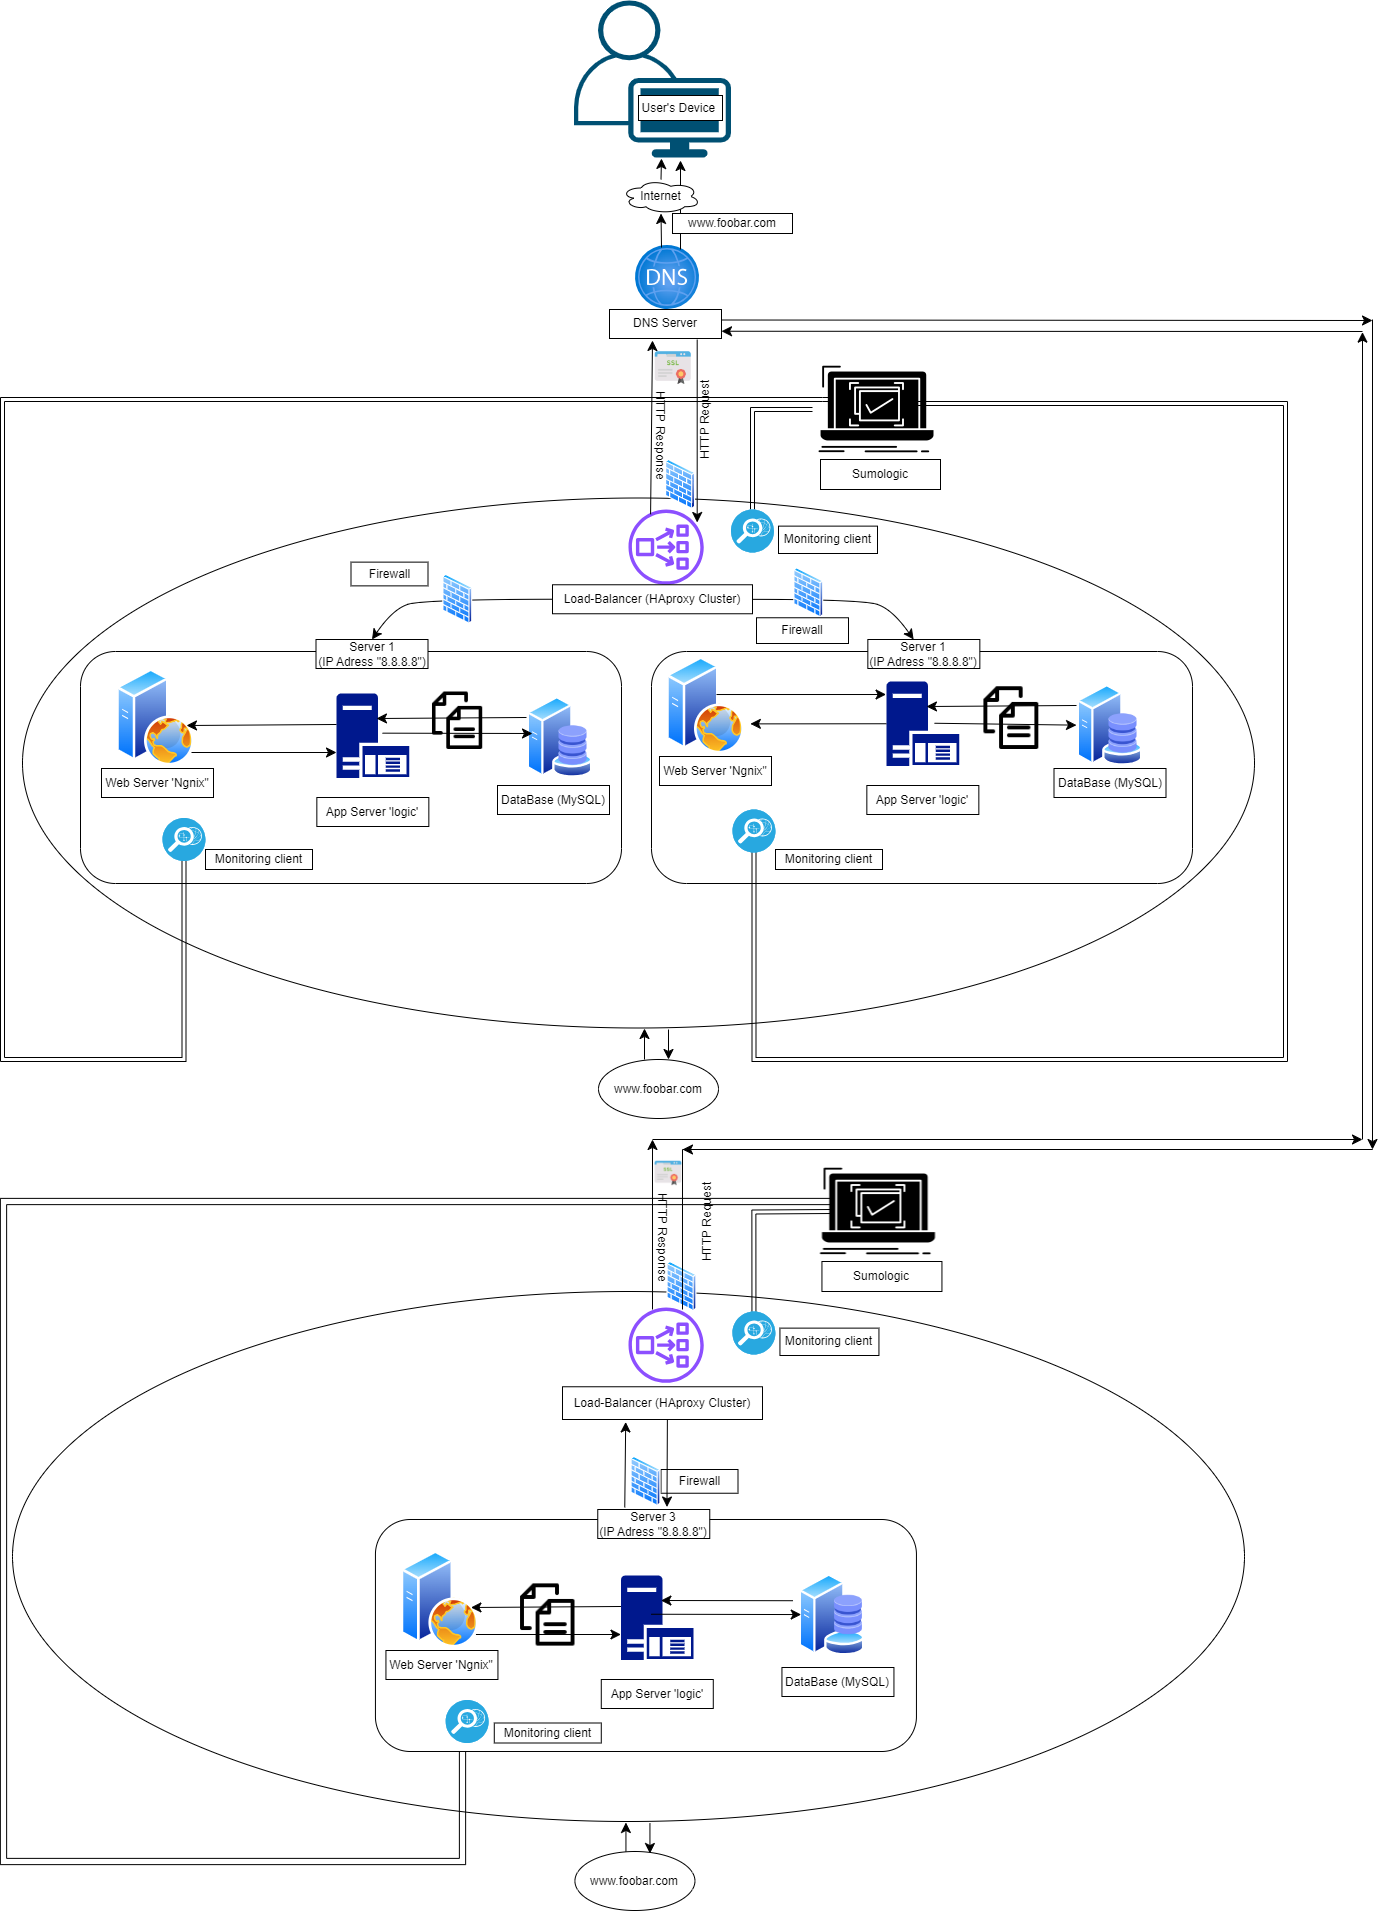 User's Device
Internet
www.foobar.com
DNS
DNS Server
SSL
HTTP Response
HTTP Request
Sumologic
Monitoring client
Firewall
Load-Balancer (HAproxy Cluster)
Firewall
Server 1
(IP Adress "8.8.8.8")
Server 1
(IP Adress "8.8.8.8")
Web Server 'Ngnix"
App Server 'logic'
DataBase (MySQL)
Monitoring client
Web Server 'Ngnix"
App Server 'logic'
DataBase (MySQL)
Monitoring client
www.foobar.com
SSL
HTTP Response
HTTP Request
Sumologic
Monitoring client
Load-Balancer (HAproxy Cluster)
Firewall
Server 3
(IP Adress "8.8.8.8")
Web Server 'Ngnix"
App Server 'logic'
DataBase (MySQL)
Monitoring client
www.foobar.com